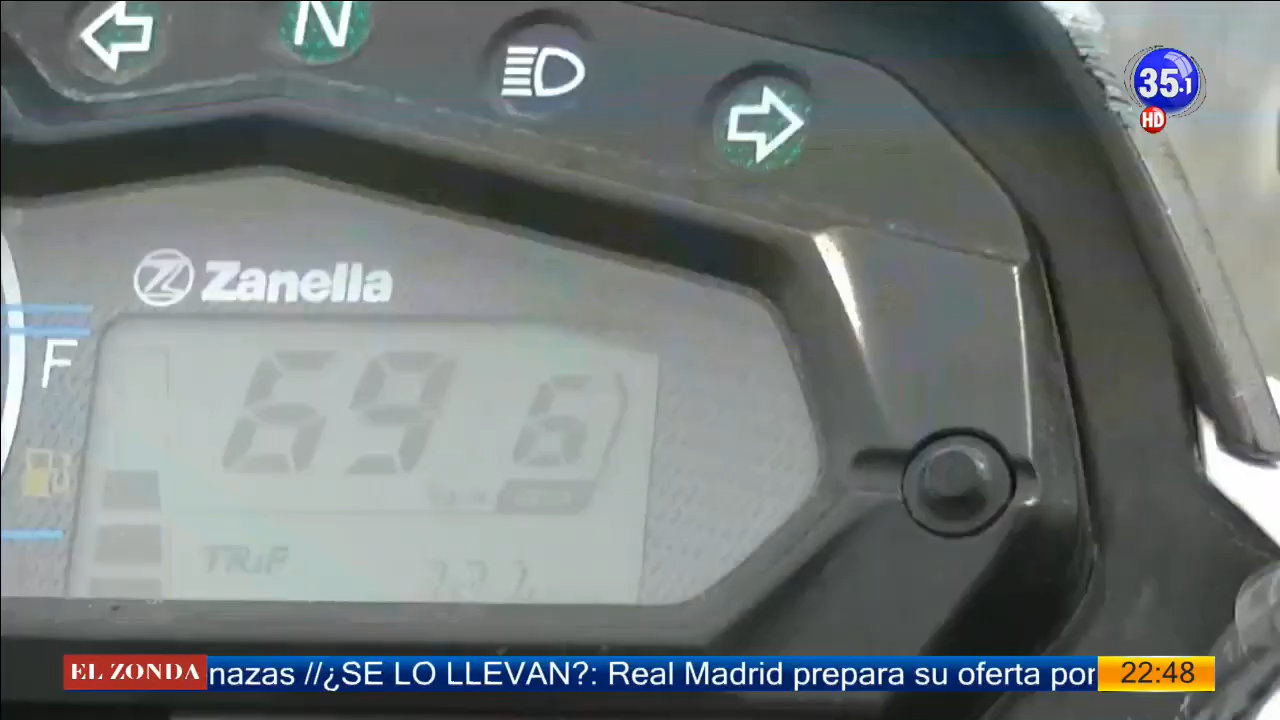 N
35.1
HD
Zanella
F
69 6
TRIP
EL ZONDA
nazas //¿SE LO LLEVAN?: Real Madrid prepara su oferta por
22:48